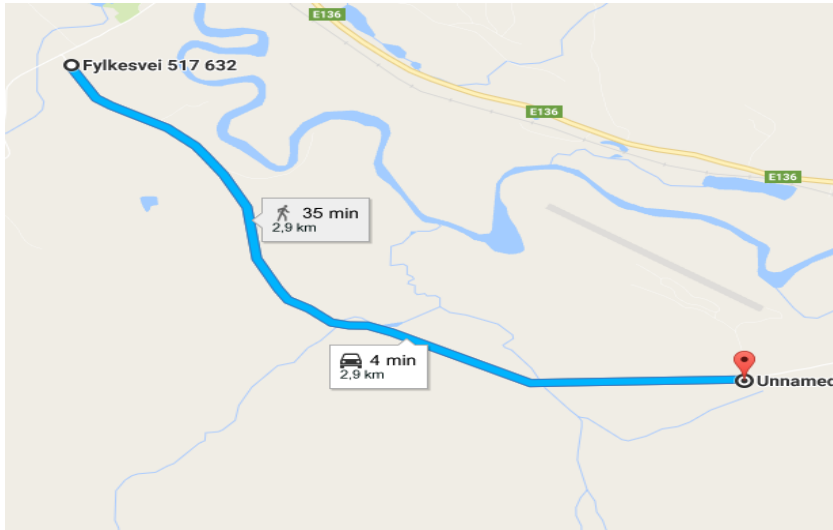 E136
Fylkesvei 517 632
E136
E136
35 min
2,9 km
4 min
2,9 km
Unnamed